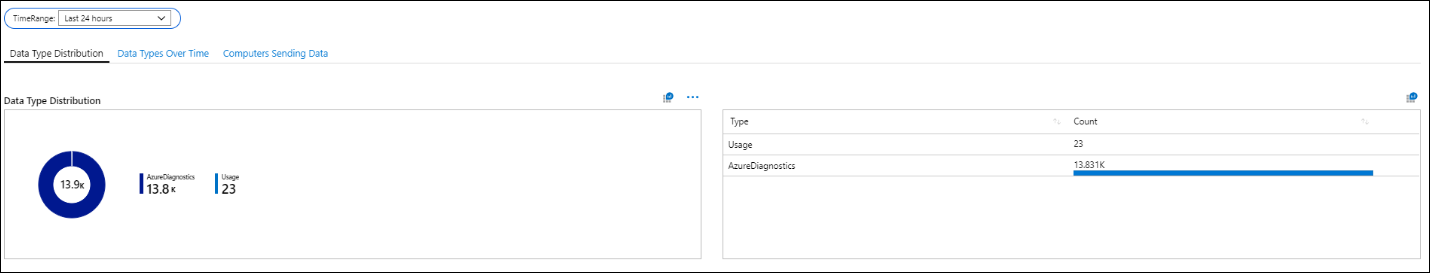 TimeRange: Last 24 hours
Data Type Distribution Data Types Over Time Computers Sending Data
Data Type Distribution
13.9K
AzureDiagnostics
13.8 K
Usage
23
Type Count
Usage 23
AzureDiagnostics 13.831K